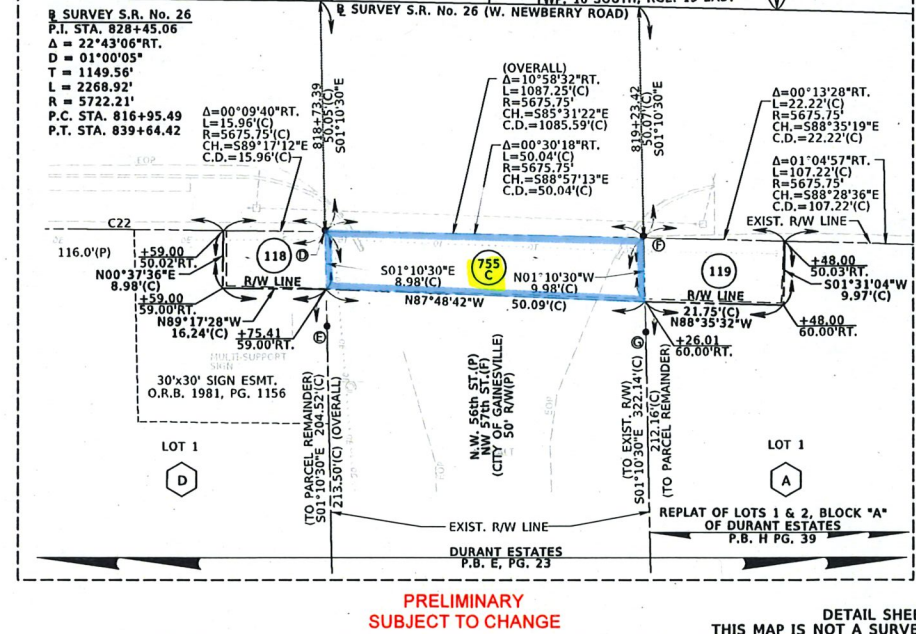 TWP. 10 SOUTH, RGE. 19 EAST
B SURVEY S.R. No. 26
P.I. STA. 828+45.06
Δ = 22°43'06"RT.
D = 01°00'05"
T = 1149.56'
L = 2268.92'
R = 5722.21'
P.C. STA. 816+95.49
P.T. STA. 839+64.42
B SURVEY S.R. No. 26 (W. NEWBERRY ROAD)
818+73.39
50.05'(C)
S01°10'30"E
819+23.42
50.07'(C)
S01°10'30"E
Δ=00°09'40"RT.
L=15.96'(C)
R=5675.75'(C)
CH.=S89°17'12"E
C.D.=15.96'(C)
(OVERALL)
Δ=10°58'32"RT.
L=1087.25'(C)
R=5675.75'
CH=S85°31'22"E
C.D.=1085.59'(C)
Δ=00°30'18"RT.
L=50.04'(C)
R=5675.75'
CH.=S88°57'13"E
C.D.=50.04'(C)
Δ=00°13'28"RT.
L=22.22'(C)
R=5675.75'
CH.=S88°35'19"E
C.D.=22.22'(C)
Δ=01°04'57"RT.
L=107.22'(C)
R=5675.75'
CH.=S88°28'36"E
C.D.=107.22'(C)
EXIST. R/W LINE
EOP
C22
116.0'(P)
+59.00
50.02'RT.
N00°37'36"E
8.98'(C)
+59.00
59.00'RT.
N89°17'28"W
16.24'(C)
118
D
R/W LINE
+75.41
59.00'RT.
E
S01°10'30"E
8.98'(C)
N87°48'42"W
755
C
N01°10'30"W
9.98'(C)
50.09'(C)
F
119
R/W LINE
21.75'(C)
N88°35'32"W
+48.00
50.03'RT.
S01°31'04"W
9.97'(C)
+48.00
60.00'RT.
+26.01
60.00'RT.
G
MULTI-SUPPORT
SIGN
30'x30' SIGN ESMT.
O.R.B. 1981, PG. 1156
(TO PARCEL REMAINDER)
S01°10'30"E 204.52'(C)
213.50'(C) (OVERALL)
N.W. 56th ST.(P)
NW 57th ST.(F)
(CITY OF GAINESVILLE)
50' R/W(P)
EOP
(TO EXIST. R/W)
S01°10'30"E 322.14'(C)
212.16'(C)
(TO PARCEL REMAINDER)
LOT 1
D
LOT 1
A
EXIST. R/W LINE
REPLAT OF LOTS 1 & 2, BLOCK "A"
OF DURANT ESTATES
P.B. H PG. 39
DURANT ESTATES
P.B. E, PG. 23
PRELIMINARY
SUBJECT TO CHANGE
DETAIL
THIS MAP IS NOT A